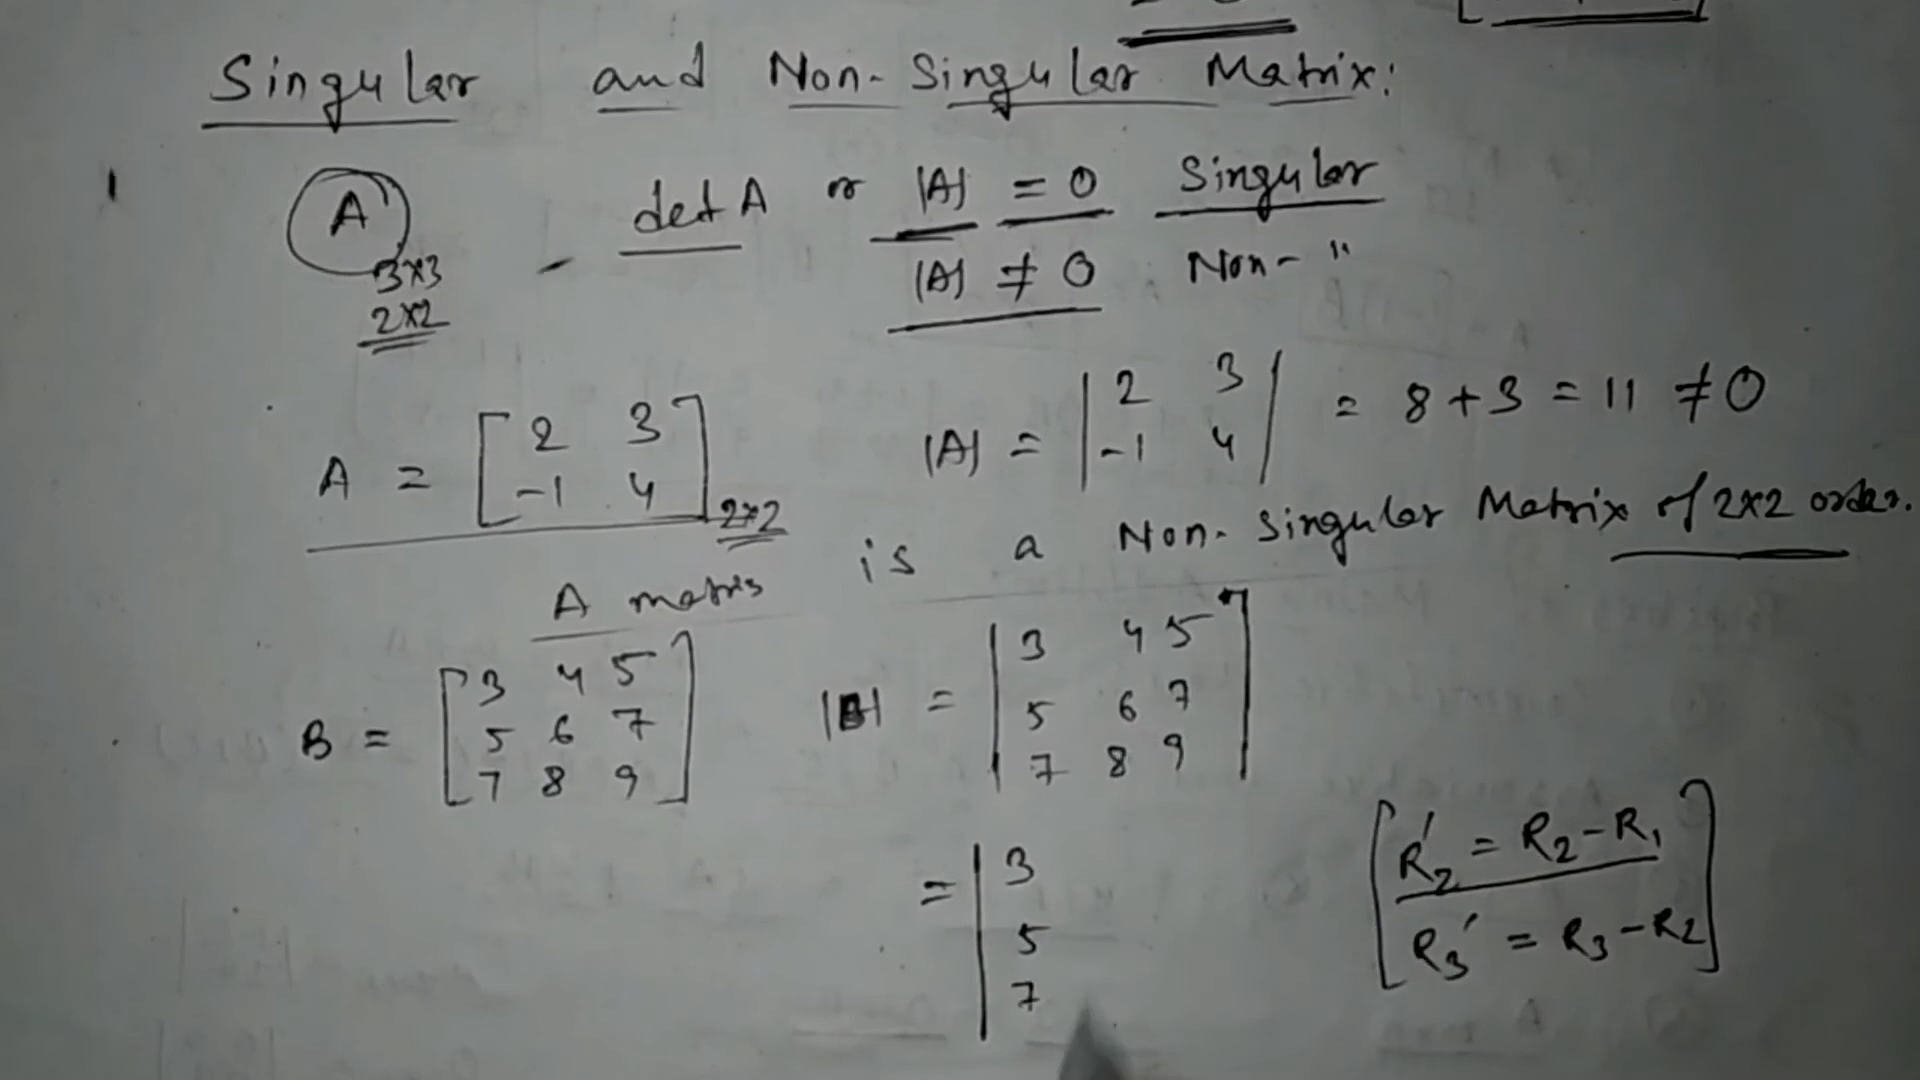 Singular and Non-Singular Matrix:
A 3x3 2x2 - det A or |A| = 0 Singular
|A| ≠ 0 Non- "
A = [2 3 -1 4] 2x2 |A| = |2 3 -1 4| = 8+3 = 11 ≠ 0
A matrix is a Non-Singular Matrix of 2x2 order.
B = [3 4 5 5 6 7 7 8 9] |B| = |3 4 5 5 6 7 7 8 9|
= |3 5 7 [R2' = R2-R1
R3' = R3-R2]